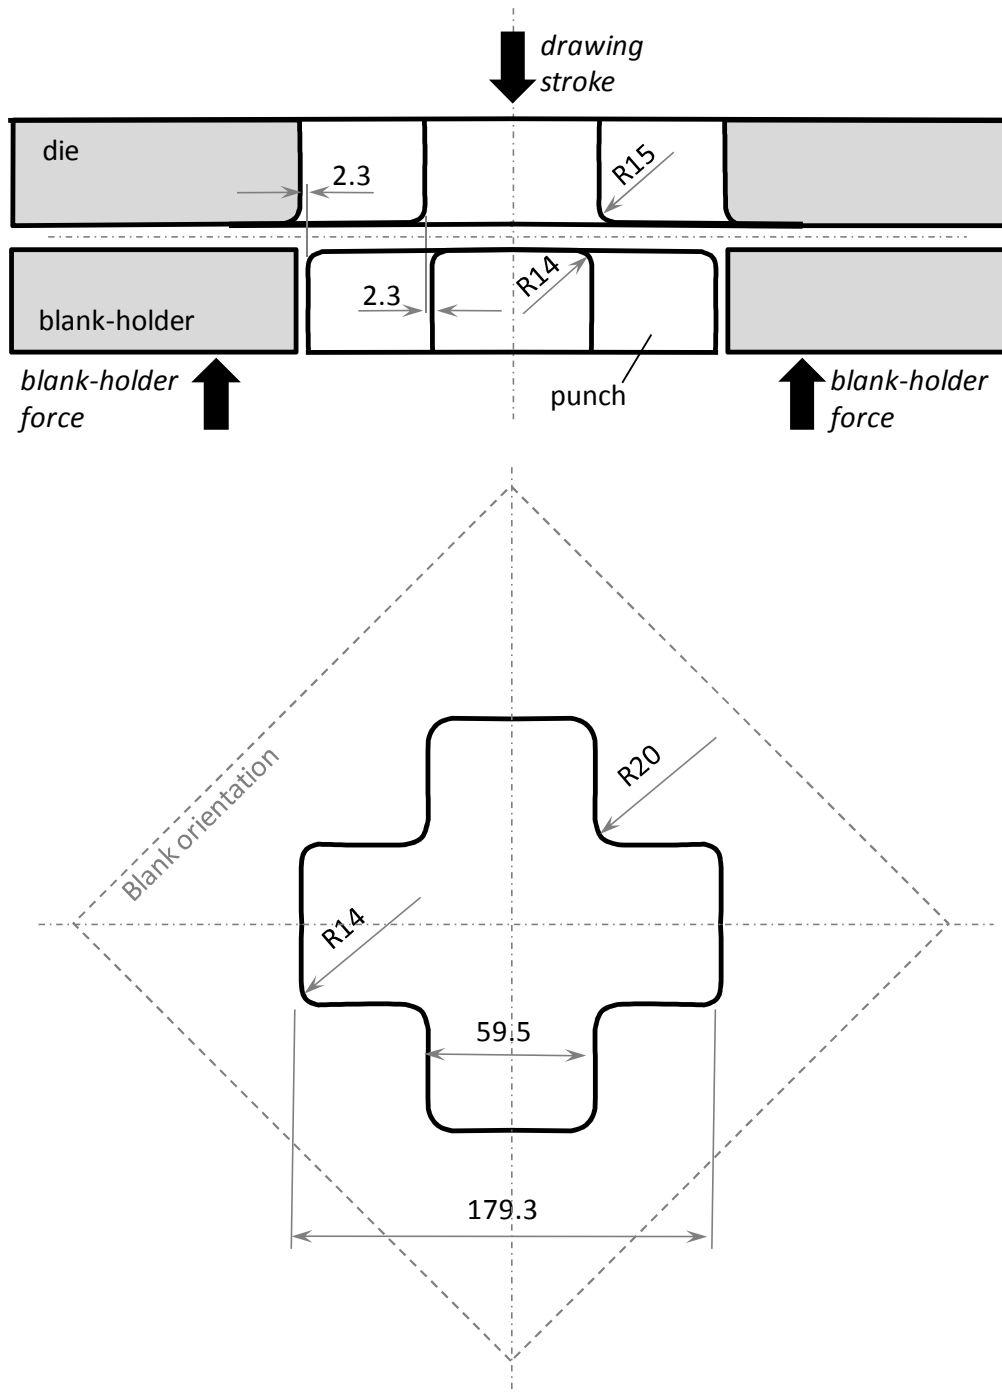 drawing
stroke
die
2.3
R15
2.3
R14
blank-holder
punch
blank-holder
force
blank-holder
force
Blank orientation
R20
R14
59.5
179.3